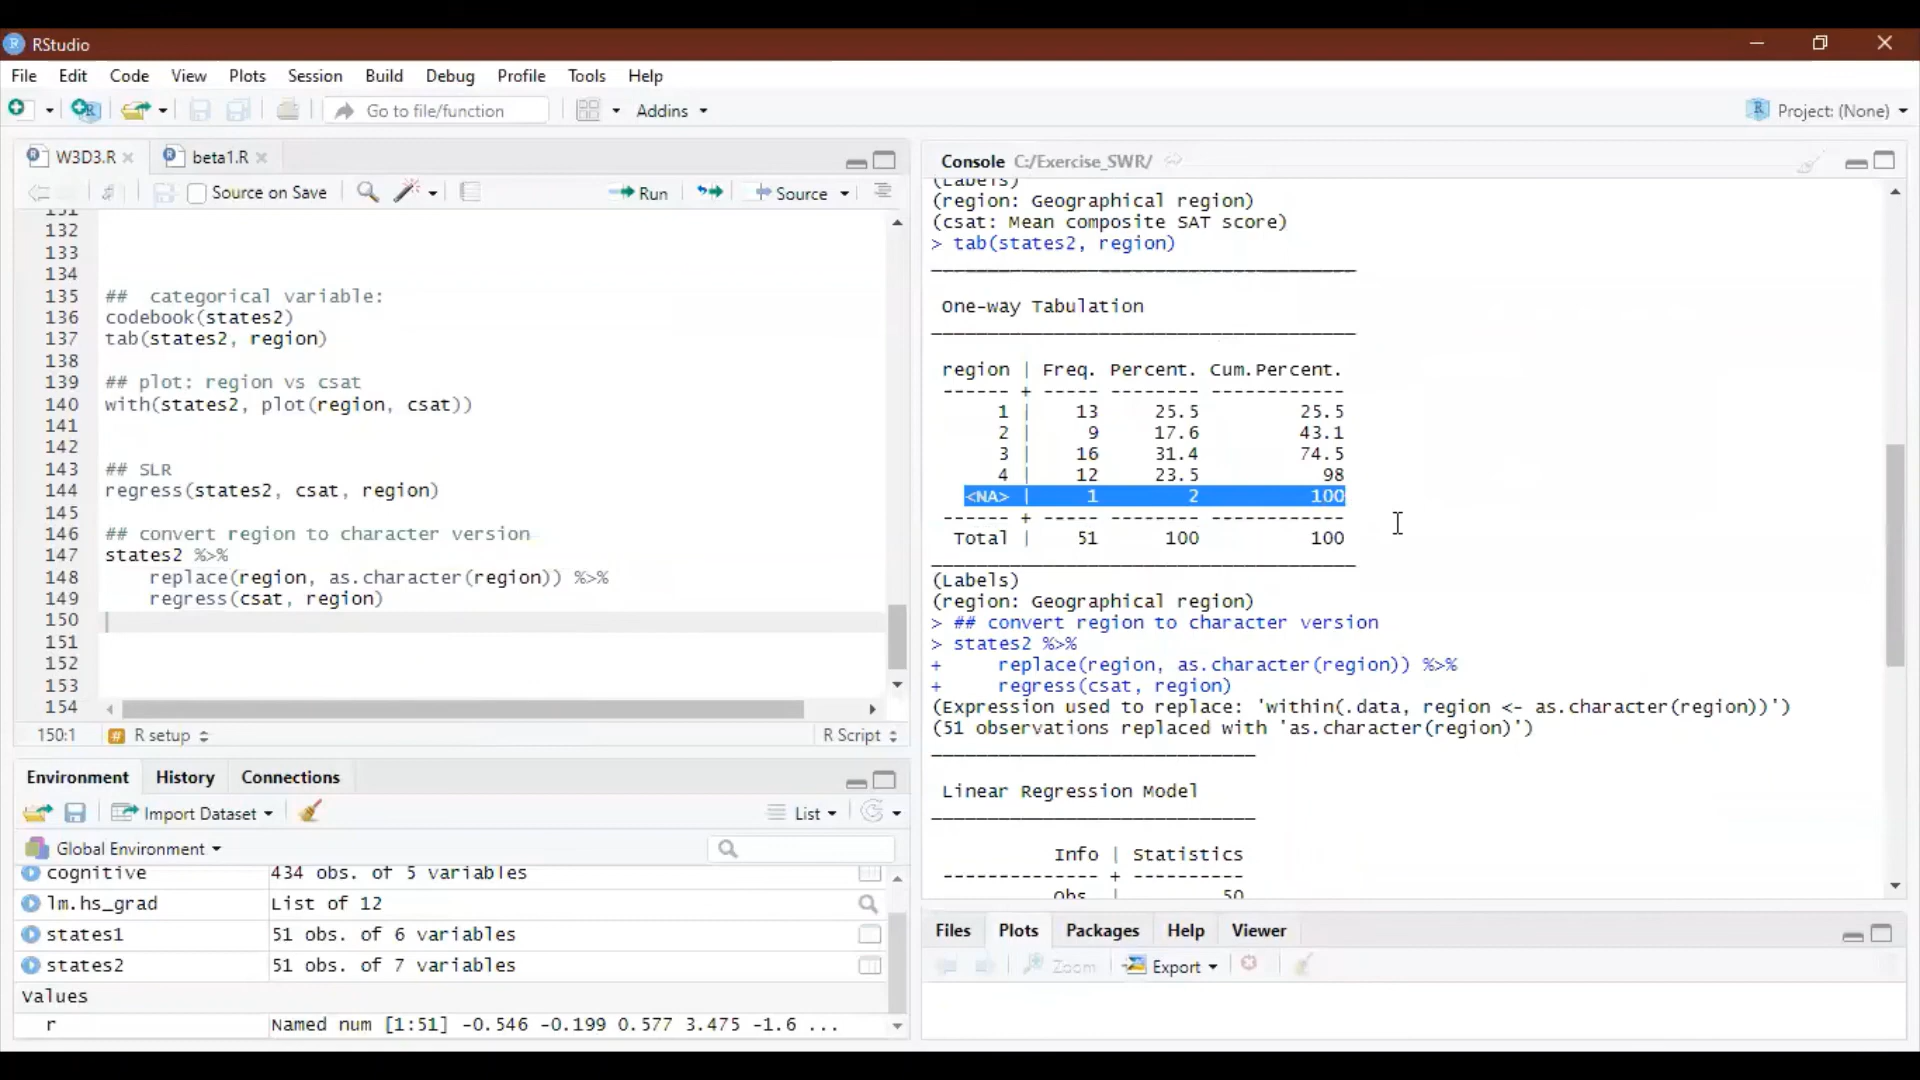 RStudio
File Edit Code View Plots Session Build Debug Profile Tools Help
Go to file/function Addins Project: (None)
W3D3.R beta1.R
Source on Save Run Source
131
132
133
134
135 ## categorical variable:
136 codebook(states2)
137 tab(states2, region)
138
139 ## plot: region vs csat
140 with(states2, plot(region, csat))
141
142
143 ## SLR
144 regress(states2, csat, region)
145
146 ## convert region to character version
147 states2 %>%
148 replace(region, as.character(region)) %>%
149 regress(csat, region)
150
151
152
153
154
150:1 # R setup R Script
Environment History Connections
Import Dataset List
Global Environment
cognitive 434 obs. of 5 variables
lm.hs_grad List of 12
states1 51 obs. of 6 variables
states2 51 obs. of 7 variables
Values
r Named num [1:51] -0.546 -0.199 0.577 3.475 -1.6 ...
Console C:/Exercise_SWR/
(Labels)
(region: Geographical region)
(csat: Mean composite SAT score)
> tab(states2, region)
One-way Tabulation
region | Freq. Percent. Cum.Percent.
------ + ----- -------- ------------
1 | 13 25.5 25.5
2 | 9 17.6 43.1
3 | 16 31.4 74.5
4 | 12 23.5 98
<NA> | 1 2 100
------ + ----- -------- ------------
Total | 51 100 100
(Labels)
(region: Geographical region)
> ## convert region to character version
> states2 %>%
+ replace(region, as.character(region)) %>%
+ regress(csat, region)
(Expression used to replace: 'within(.data, region <- as.character(region))')
(51 observations replaced with 'as.character(region)')
Linear Regression Model
Info | Statistics
-------------- + ----------
Obs. 50
Files Plots Packages Help Viewer
Zoom Export